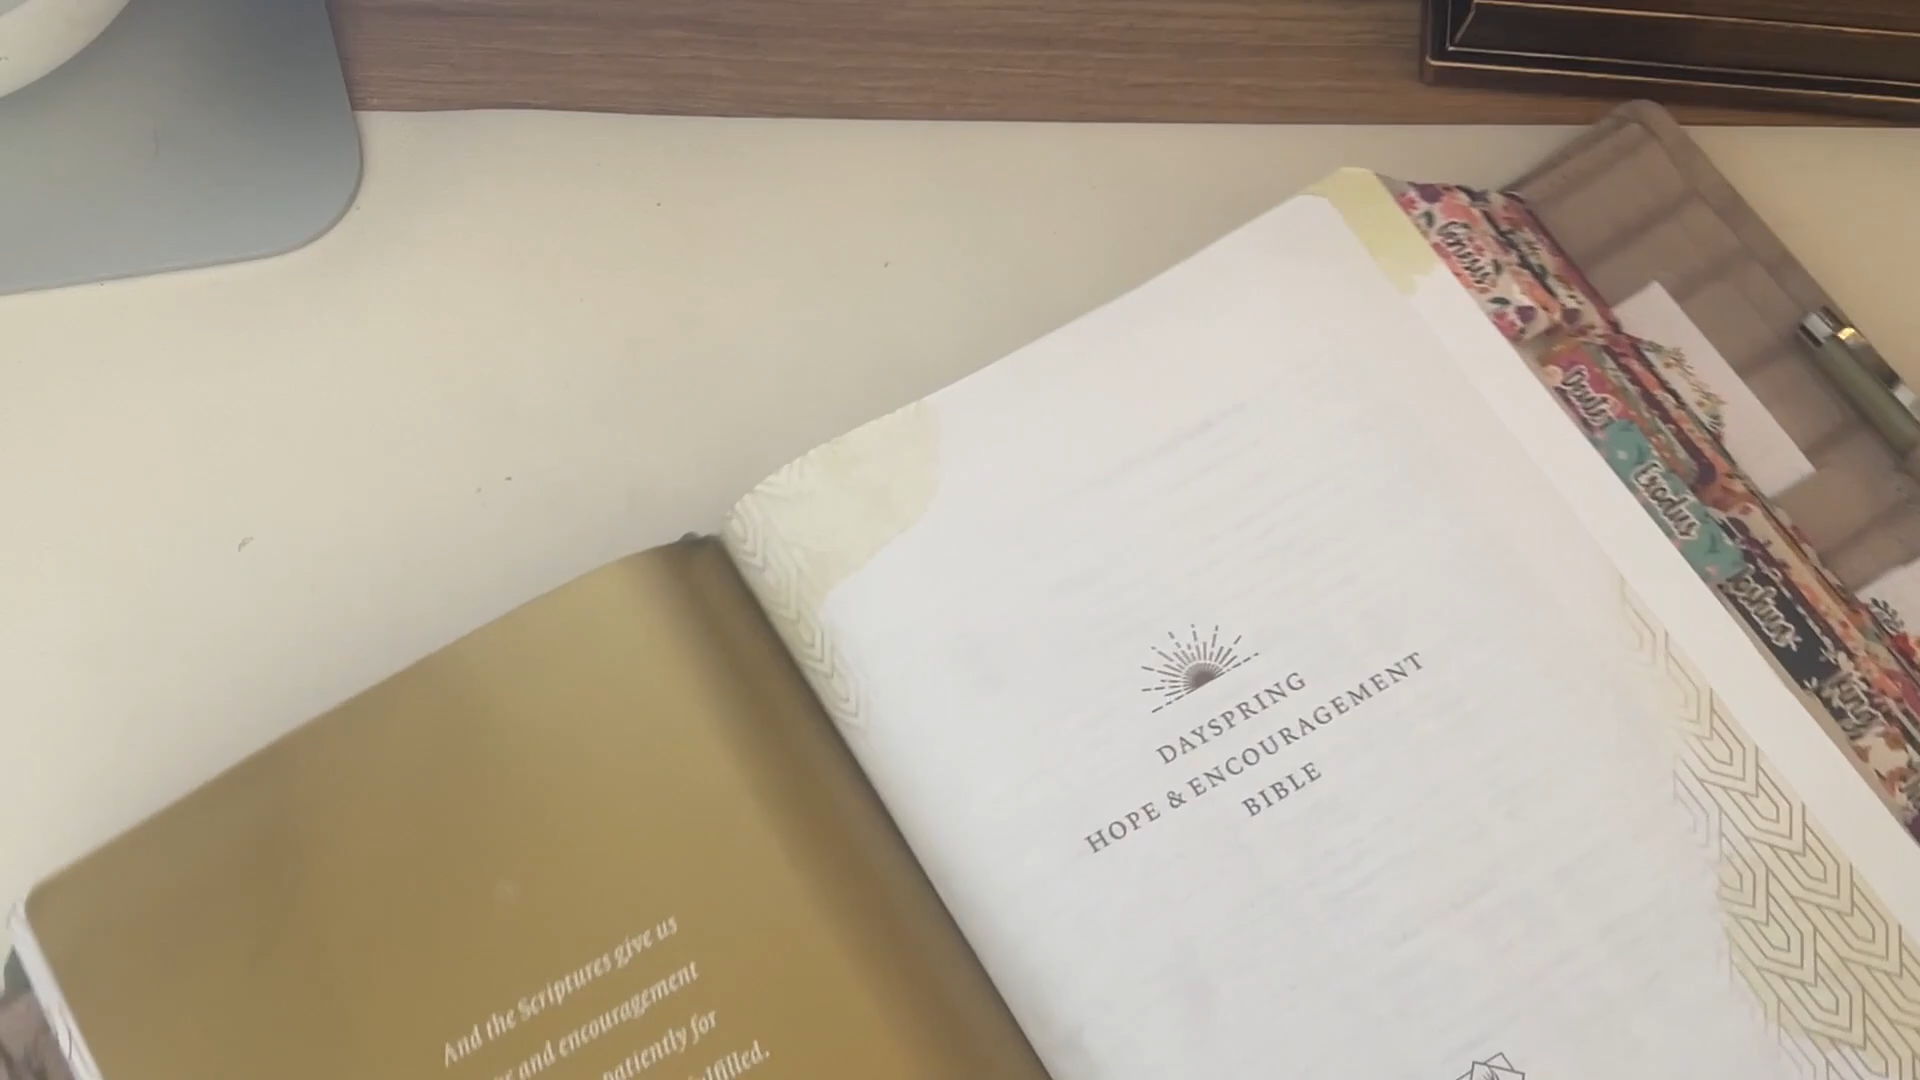 And the Scriptures give us
and encouragement
patiently for
DAYSPRING
HOPE & ENCOURAGEMENT
BIBLE
Genesis
Exodus
Joshua